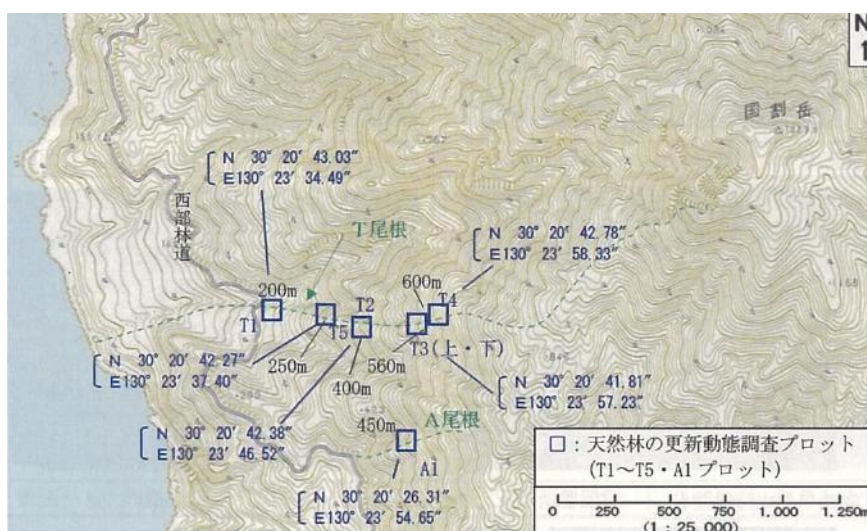 N
国割岳
N 30° 20′ 43.03″
E130° 23′ 34.49″
西部林道
T尾根
N 30° 20′ 42.78″
E130° 23′ 58.33″
200m
T1
250m
T5
T2
400m
600m
T4
560m
T3(上・下)
N 30° 20′ 42.27″
E130° 23′ 37.40″
N 30° 20′ 41.81″
E130° 23′ 57.23″
N 30° 20′ 42.38″
E130° 23′ 46.52″
450m
A尾根
A1
N 30° 20′ 26.31″
E130° 23′ 54.65″
□:天然林の更新動態調査プロット
(T1~T5・A1プロット)
0 250 500 750 1,000 1,250
(1:25,000)